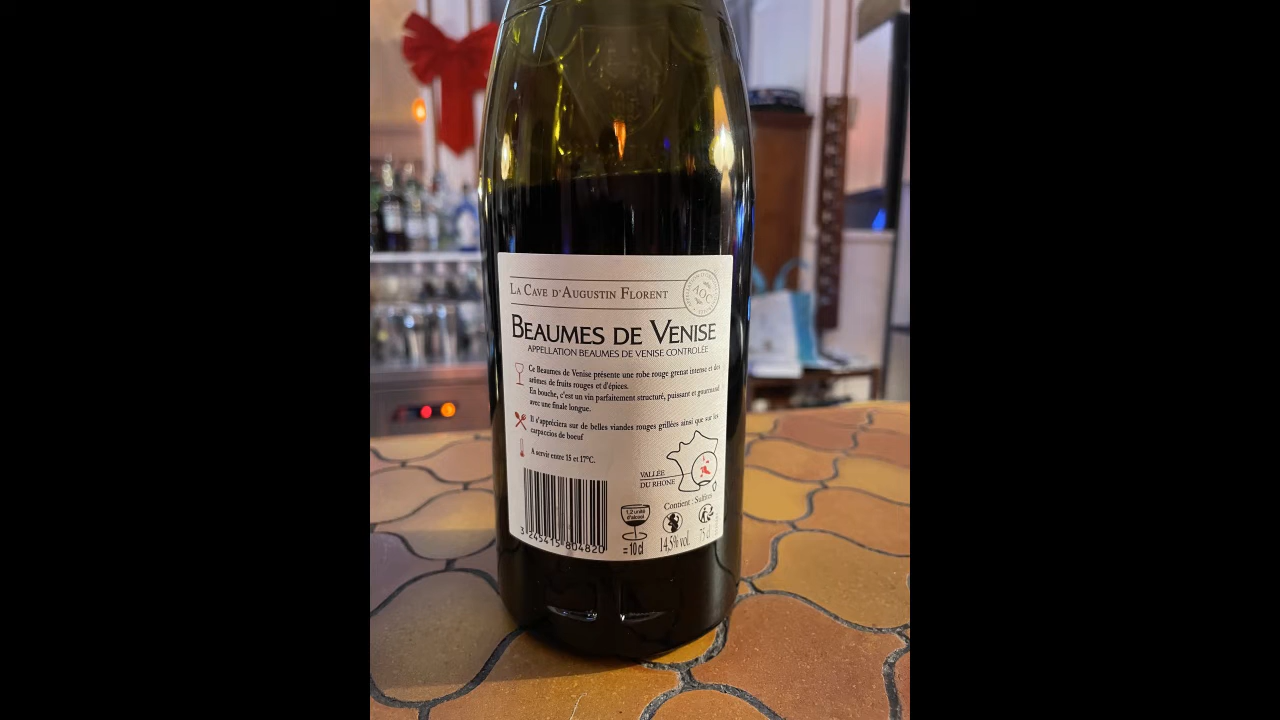 LA CAVE D'AUGUSTIN FLORENT
AOC
BEAUMES DE VENISE
APPELLATION BEAUMES DE VENISE CONTRÔLÉE
Ce Beaumes de Venise présente une robe rouge grenat intense et des
arômes de fruits rouges et d'épices.
En bouche, c'est un vin parfaitement structuré, puissant et gourmand
avec une finale longue.
Il s'appréciera sur de belles viandes rouges grillées ainsi que sur les
carpaccios de boeuf
A servir entre 15 et 17°C.
VALLÉE
DU RHONE
Contient : Sulfites
1,2 unité
d'alcool
= 10 cl
14,5% vol.
75 cl
3 245415 804820